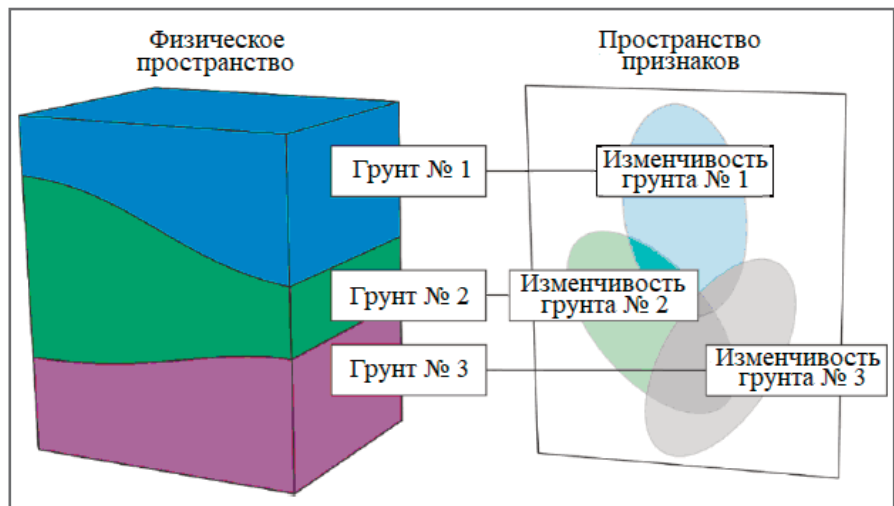 Физическое
пространство
Пространство
признаков
Грунт № 1
Изменчивость
грунта № 1
Грунт № 2
Изменчивость
грунта № 2
Грунт № 3
Изменчивость
грунта № 3